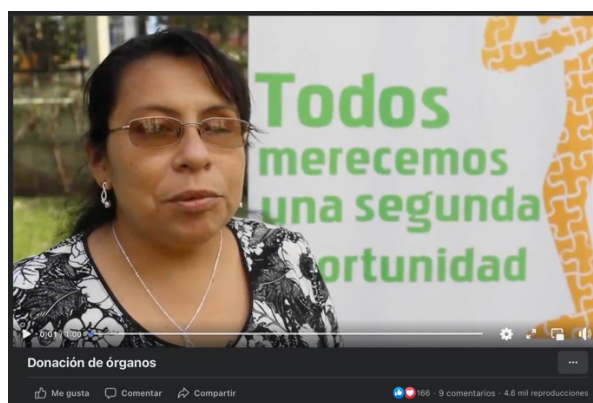 Todos
merecemos
una segunda
ortunidad
0:01 / 1:00
Donación de órganos
Me gusta Comentar Compartir 166 · 9 comentarios · 4.6 mil reproducciones